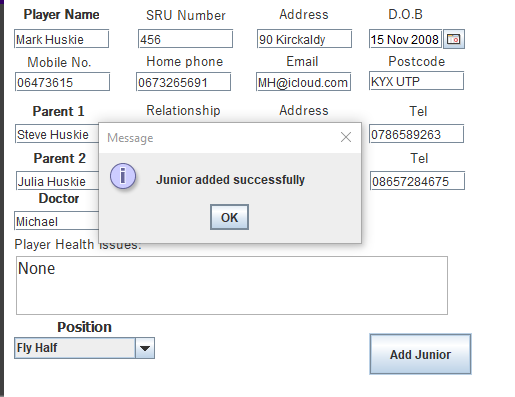 Player Name SRU Number Address D.O.B
Mark Huskie 456 90 Kirckaldy 15 Nov 2008
Mobile No. Home phone Email Postcode
06473615 0673265691 MH@icloud.com KYX UTP
Parent 1 Relationship Address Tel
Steve Huskie 0786589263
Message
Parent 2 Tel
Junior added successfully
Julia Huskie 08657284675
Doctor
OK
Michael
Player Health Issues:
None
Position
Fly Half
Add Junior